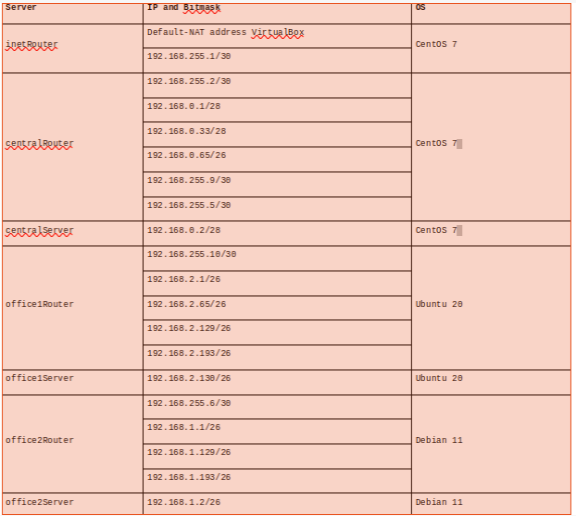 Server IP and Bitmask OS
inetRouter Default-NAT address VirtualBox CentOS 7
192.168.255.1/30
centralRouter 192.168.255.2/30 CentOS 7
192.168.0.1/28
192.168.0.33/28
192.168.0.65/26
192.168.255.9/30
192.168.255.5/30
centralServer 192.168.0.2/28 CentOS 7
office1Router 192.168.255.10/30 Ubuntu 20
192.168.2.1/26
192.168.2.65/26
192.168.2.129/26
192.168.2.193/26
office1Server 192.168.2.130/26 Ubuntu 20
office2Router 192.168.255.6/30 Debian 11
192.168.1.1/26
192.168.1.129/26
192.168.1.193/26
office2Server 192.168.1.2/26 Debian 11